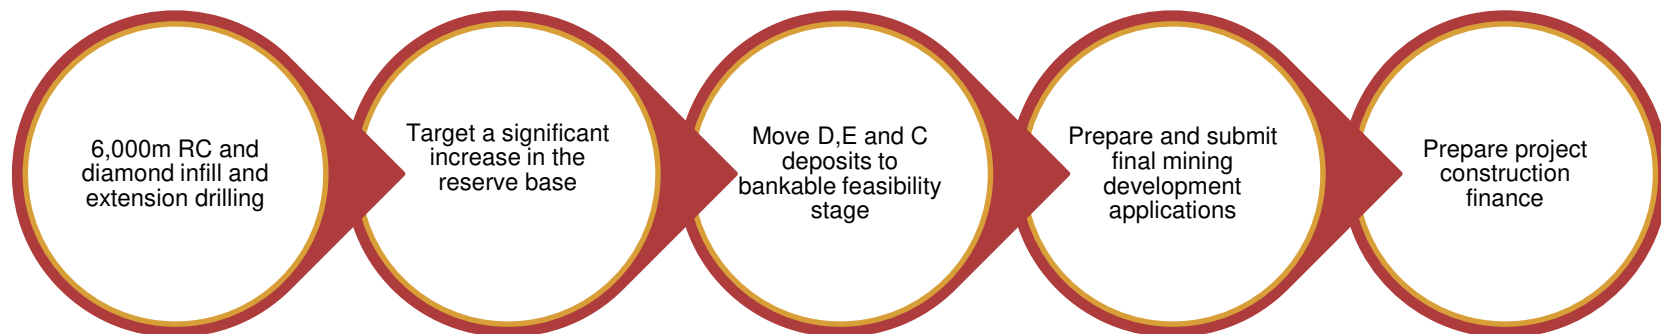 6,000m RC and
diamond infill and
extension drilling
Target a significant
increase in the
reserve base
Move D,E and C
deposits to
bankable feasibility
stage
Prepare and submit
final mining
development
applications
Prepare project
construction
finance